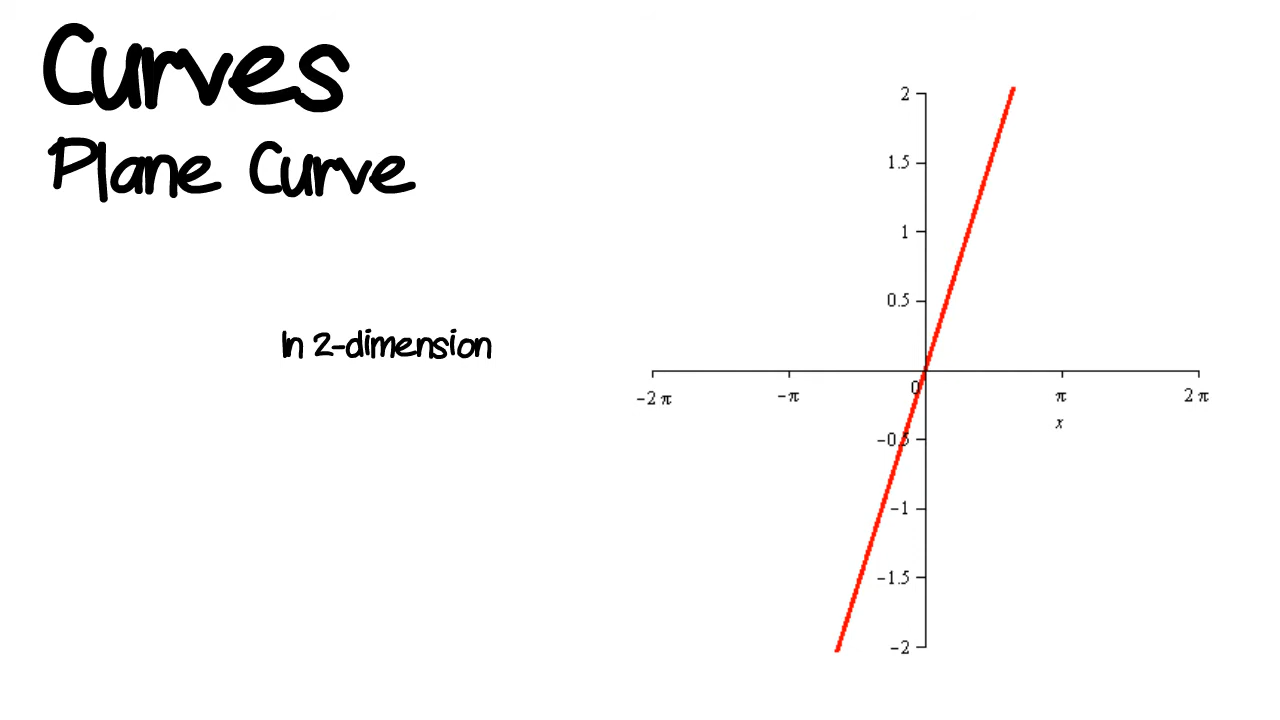 Curves
Plane Curve
In 2-dimension
2
1.5
1
0.5
0
-2 π
-π
π
2 π
x
-0.5
-1
-1.5
-2